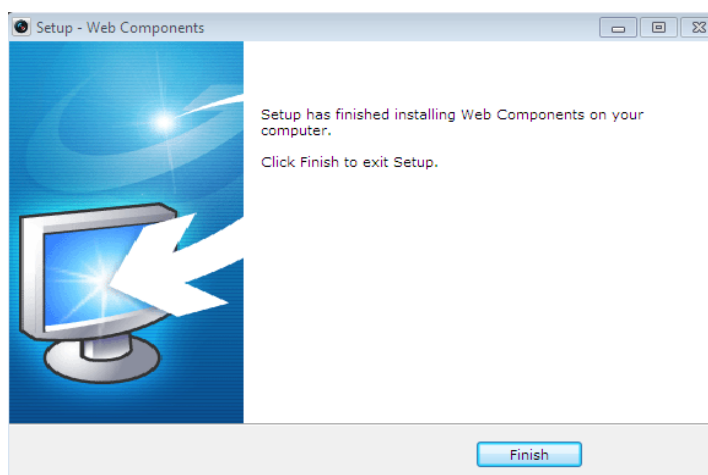 Setup - Web Components
Setup has finished installing Web Components on your
computer.
Click Finish to exit Setup.
Finish